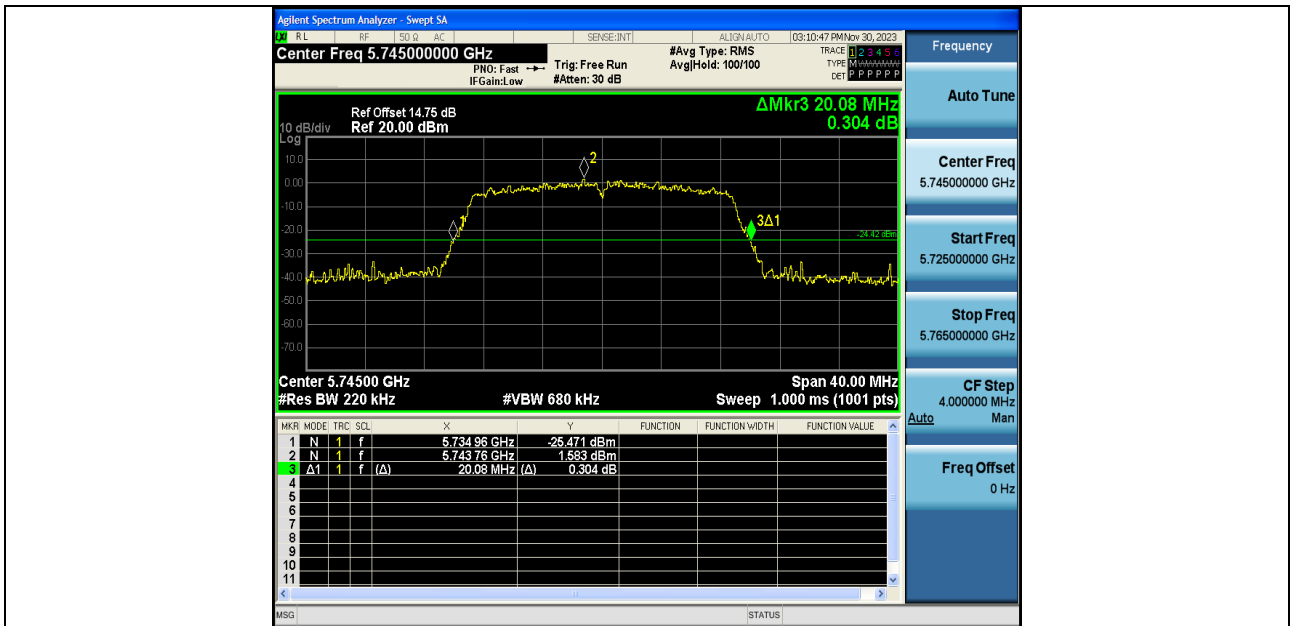 Agilent Spectrum Analyzer - Swept SA
RL RF 50 Ω AC SENSE:INT ALIGN AUTO 03:10:47 PM Nov 30, 2023
Center Freq 5.745000000 GHz
PNO: Fast
IFGain:Low
Trig: Free Run
#Atten: 30 dB
#Avg Type: RMS
Avg|Hold: 100/100
TRACE 1 2 3 4 5 6
TYPE M
DET P P P P P P
Frequency
ΔMkr3 20.08 MHz
0.304 dB
Ref Offset 14.75 dB
10 dB/div Ref 20.00 dBm
Log
10.0
0.00
-10.0
-20.0
-30.0
-40.0
-50.0
-60.0
-70.0
1
2
3Δ1
-24.42 dBm
Center 5.74500 GHz Span 40.00 MHz
#Res BW 220 kHz #VBW 680 kHz Sweep 1.000 ms (1001 pts)
MKR MODE TRC SCL X Y FUNCTION FUNCTION WIDTH FUNCTION VALUE
1 N 1 f 5.734 96 GHz -25.471 dBm
2 N 1 f 5.743 76 GHz 1.583 dBm
3 Δ1 1 f (Δ) 20.08 MHz (Δ) 0.304 dB
4
5
6
7
8
9
10
11
MSG STATUS
Auto Tune
Center Freq
5.745000000 GHz
Start Freq
5.725000000 GHz
Stop Freq
5.765000000 GHz
CF Step
4.000000 MHz
Auto Man
Freq Offset
0 Hz